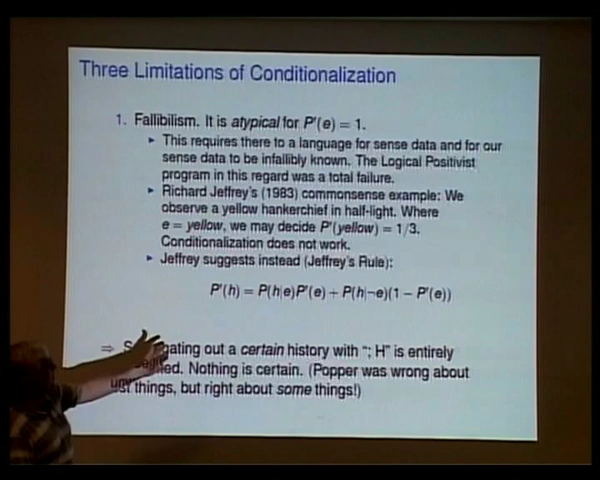 Three Limitations of Conditionalization
1. Fallibilism. It is atypical for P'(e) = 1.
▸ This requires there to a language for sense data and for our
sense data to be infallibly known. The Logical Positivist
program in this regard was a total failure.
▸ Richard Jeffrey's (1983) commonsense example: We
observe a yellow hankerchief in half-light. Where
e = yellow, we may decide P'(yellow) = 1/3.
Conditionalization does not work.
▸ Jeffrey suggests instead (Jeffrey's Rule):
P'(h) = P(h|e)P'(e) + P(h|¬e)(1 − P'(e))
⇒ out a certain history with "; H" is entirely
Nothing is certain. (Popper was wrong about
things, but right about some things!)